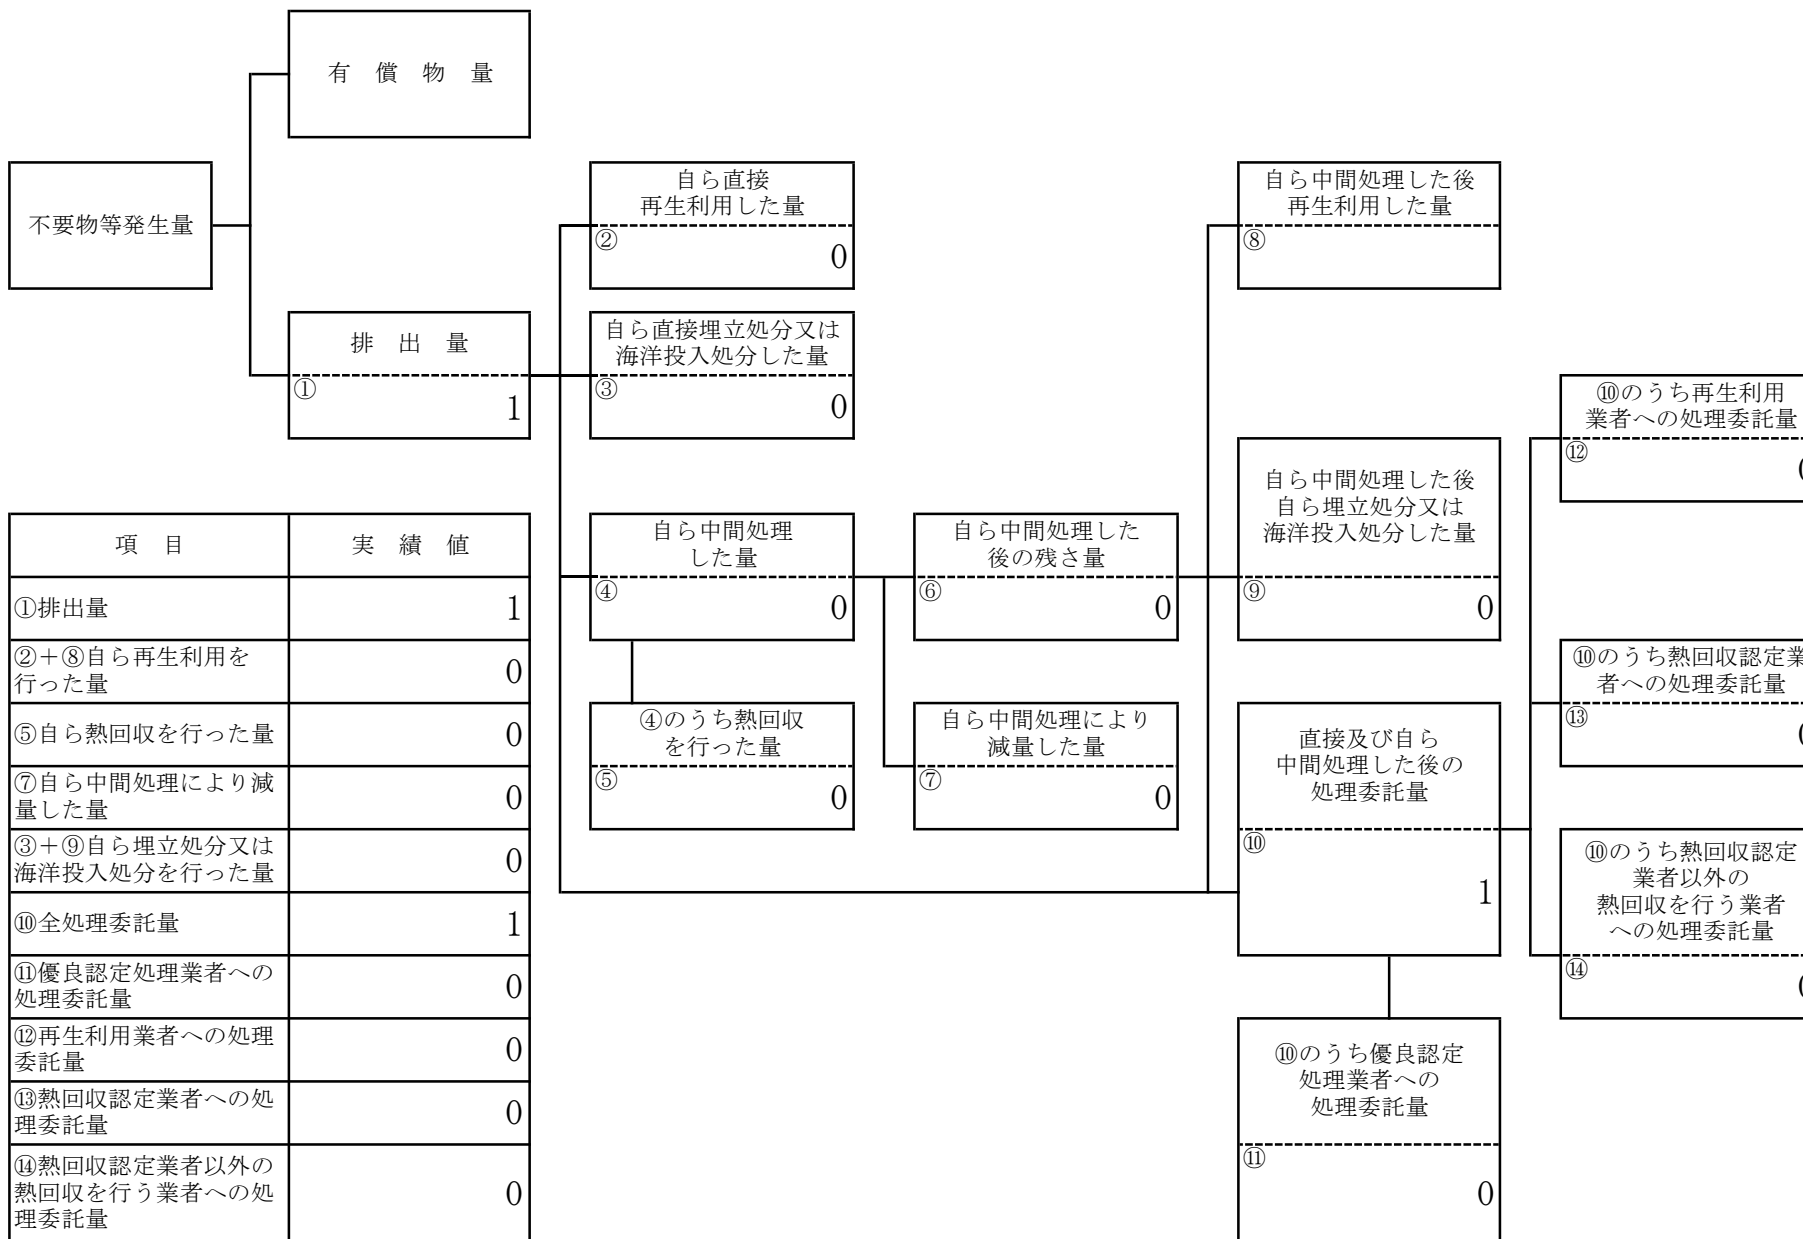 有 償 物 量
不要物等発生量
排 出 量
①
1
自ら直接
再生利用した量
②
0
自ら直接埋立処分又は
海洋投入処分した量
③
0
自ら中間処理
した量
④
0
④のうち熱回収
を行った量
⑤
0
自ら中間処理した
後の残さ量
⑥
0
自ら中間処理により
減量した量
⑦
0
自ら中間処理した後
再生利用した量
⑧
自ら中間処理した後
自ら埋立処分又は
海洋投入処分した量
⑨
0
直接及び自ら
中間処理した後の
処理委託量
⑩
1
⑩のうち優良認定
処理業者への
処理委託量
⑪
0
⑩のうち再生利用
業者への処理委託量
⑫
⑩のうち熱回収認定業
者への処理委託量
⑬
⑩のうち熱回収認定
業者以外の
熱回収を行う業者
への処理委託量
⑭
項 目 実 績 値
①排出量 1
②＋⑧自ら再生利用を
行った量 0
⑤自ら熱回収を行った量 0
⑦自ら中間処理により減
量した量 0
③＋⑨自ら埋立処分又は
海洋投入処分を行った量 0
⑩全処理委託量 1
⑪優良認定処理業者への
処理委託量 0
⑫再生利用業者への処理
委託量 0
⑬熱回収認定業者への処
理委託量 0
⑭熱回収認定業者以外の
熱回収を行う業者への処
理委託量 0